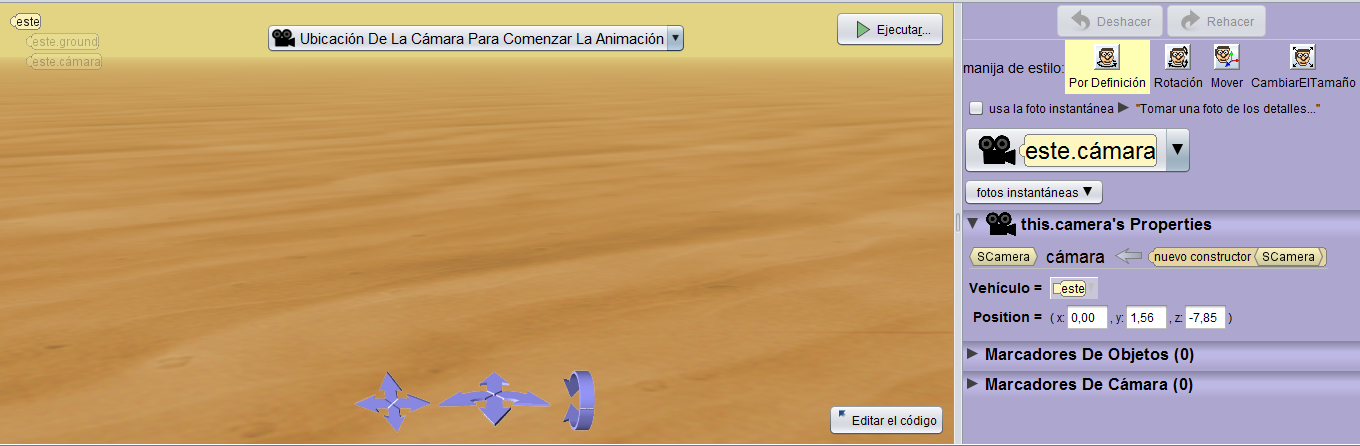 este
este.ground
este.cámara
Ubicación De La Cámara Para Comenzar La Animación
Ejecutar...
Editar el código
Deshacer
Rehacer
manija de estilo:
Por Definición
Rotación
Mover
CambiarElTamaño
usa la foto instantánea
"Tomar una foto de los detalles..."
este.cámara
fotos instantáneas
this.camera's Properties
SCamera cámara nuevo constructor SCamera
Vehículo = este
Position = ( x: 0,00 , y: 1,56 , z: -7,85 )
Marcadores De Objetos (0)
Marcadores De Cámara (0)